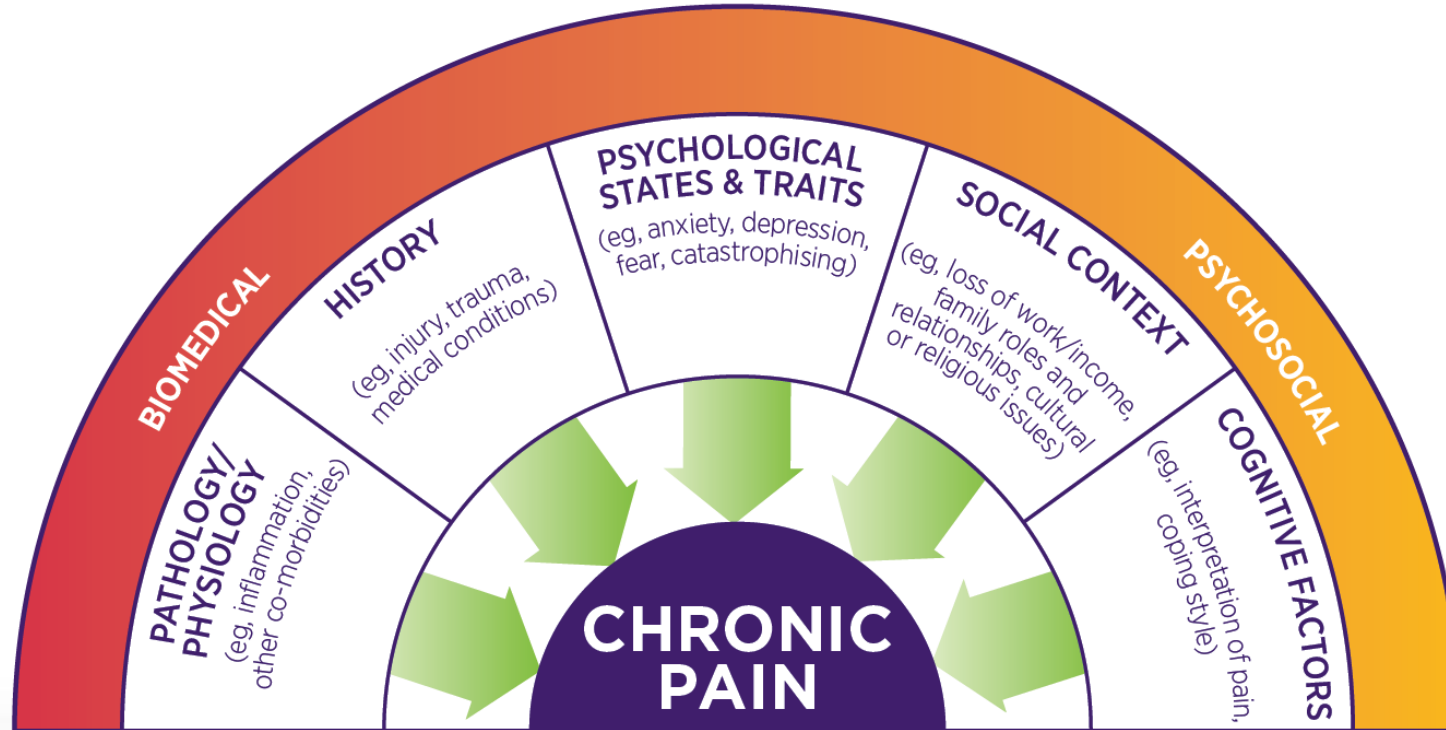 BIOMEDICAL
PSYCHOSOCIAL
PATHOLOGY/
PHYSIOLOGY
(eg, inflammation,
other co-morbidities)
HISTORY
(eg, injury, trauma,
medical conditions)
PSYCHOLOGICAL
STATES & TRAITS
(eg, anxiety, depression,
fear, catastrophising)
SOCIAL CONTEXT
(eg, loss of work/income,
family roles and
relationships, cultural
or religious issues)
COGNITIVE FACTORS
(eg, interpretation of pain,
coping style)
CHRONIC
PAIN